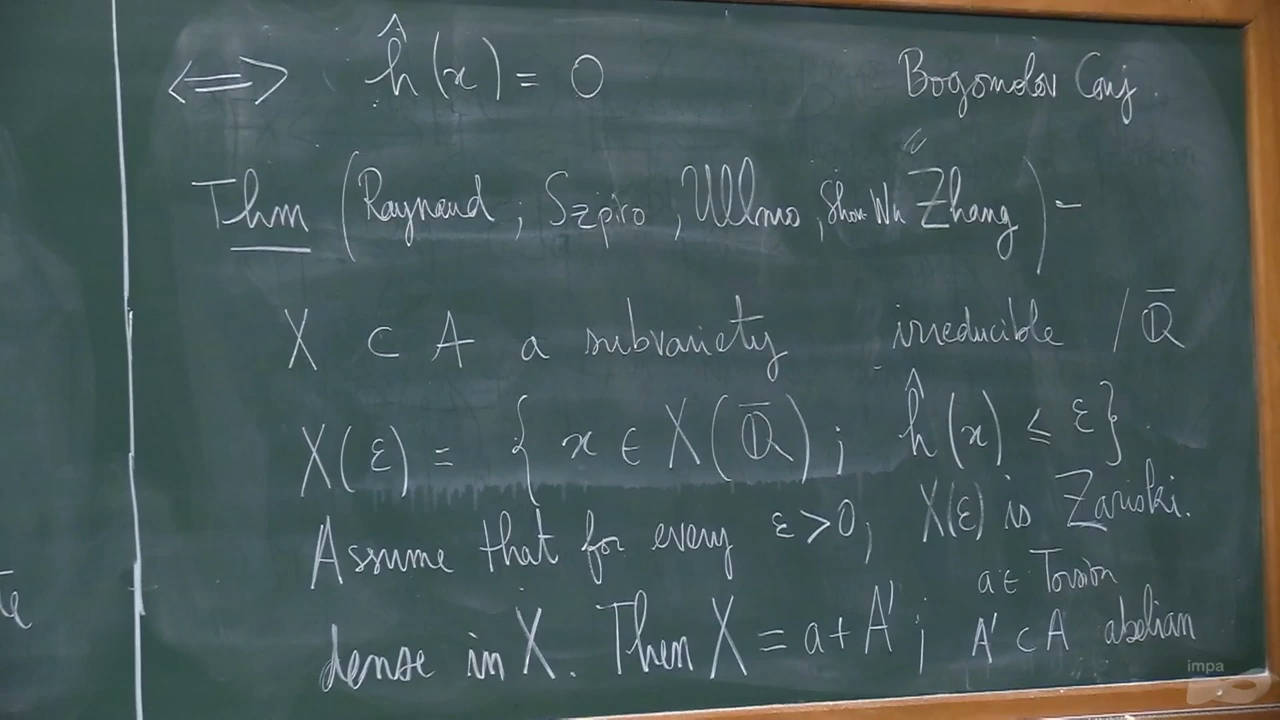 ⟺ ĥ(x) = 0 Bogomolov Conj.
Thm (Raynaud, Szpiro, Ullmo, Shou Wu Zhang) -
X ⊂ A a subvariety irreducible / Q̄
X(ε) = { x ∈ X(Q̄); ĥ(x) ≤ ε}.
Assume that for every ε>0, X(ε) is Zariski.
a ∈ Torsion
dense in X. Then X = a + A'; A' ⊂ A abelian
impa